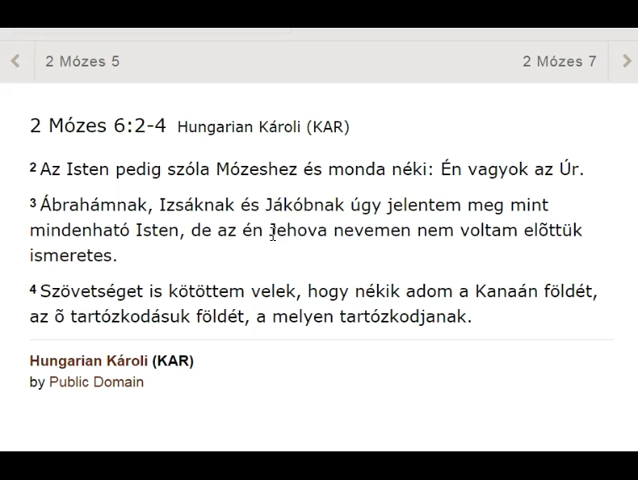 2 Mózes 5
2 Mózes 7
2 Mózes 6:2-4 Hungarian Károli (KAR)
2 Az Isten pedig szóla Mózeshez és monda néki: Én vagyok az Úr.
3 Ábrahámnak, Izsáknak és Jákóbnak úgy jelentem meg mint
mindenható Isten, de az én Jehova nevemen nem voltam elõttük
ismeretes.
4 Szövetséget is kötöttem velek, hogy nékik adom a Kanaán földét,
az õ tartózkodásuk földét, a melyen tartózkodjanak.
Hungarian Károli (KAR)
by Public Domain